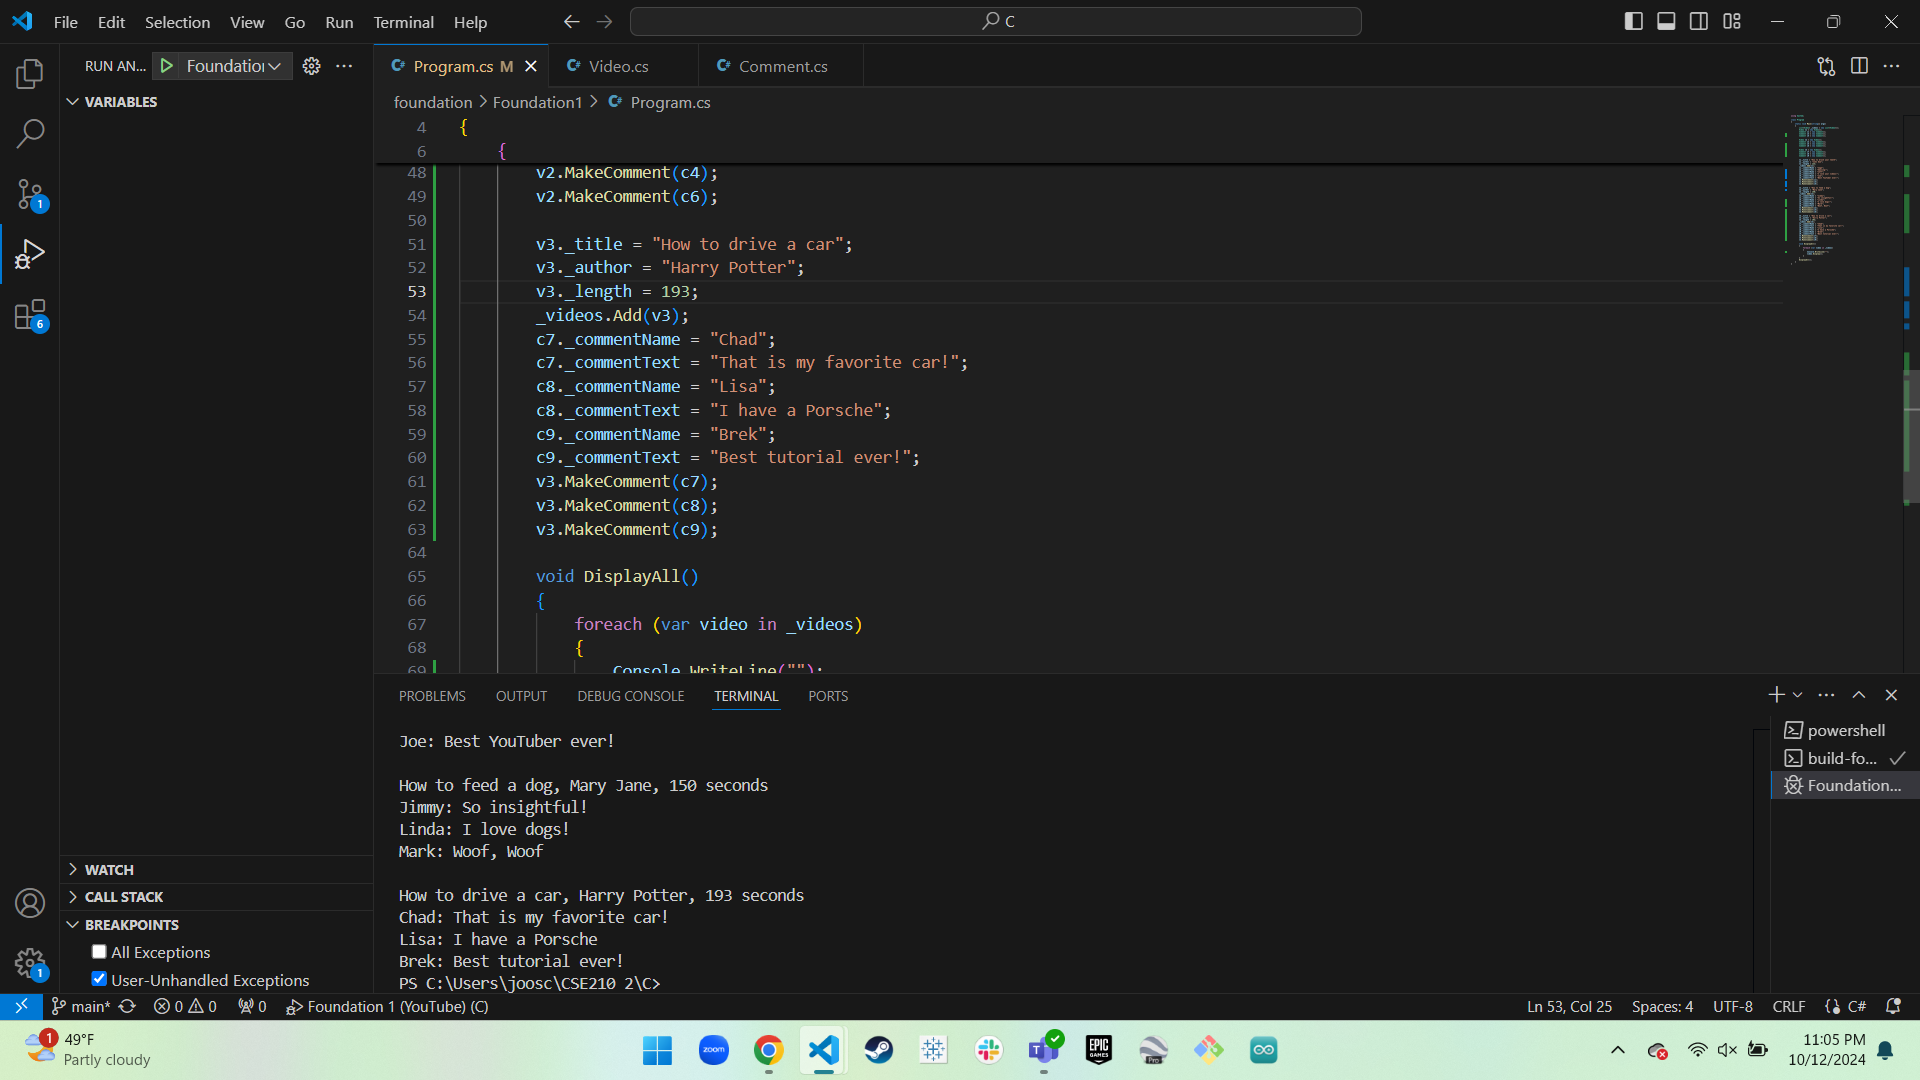 File Edit Selection View Go Run Terminal Help
C
RUN AN... Foundatio
Program.cs M
Video.cs
Comment.cs
VARIABLES
foundation > Foundation1 > Program.cs
4 {
6 {
48 v2.MakeComment(c4);
49 v2.MakeComment(c6);
50
51 v3._title = "How to drive a car";
52 v3._author = "Harry Potter";
53 v3._length = 193;
54 _videos.Add(v3);
55 c7._commentName = "Chad";
56 c7._commentText = "That is my favorite car!";
57 c8._commentName = "Lisa";
58 c8._commentText = "I have a Porsche";
59 c9._commentName = "Brek";
60 c9._commentText = "Best tutorial ever!";
61 v3.MakeComment(c7);
62 v3.MakeComment(c8);
63 v3.MakeComment(c9);
64
65 void DisplayAll()
66 {
67 foreach (var video in _videos)
68 {
69 Console.WriteLine("");
1
6
PROBLEMS OUTPUT DEBUG CONSOLE TERMINAL PORTS
Joe: Best YouTuber ever!
How to feed a dog, Mary Jane, 150 seconds
Jimmy: So insightful!
Linda: I love dogs!
Mark: Woof, Woof
How to drive a car, Harry Potter, 193 seconds
Chad: That is my favorite car!
Lisa: I have a Porsche
Brek: Best tutorial ever!
PS C:\Users\joosc\CSE210 2\C>
powershell
build-fo...
Foundation...
WATCH
CALL STACK
BREAKPOINTS
All Exceptions
User-Unhandled Exceptions
1
main* 0 0 0 Foundation 1 (YouTube) (C)
Ln 53, Col 25 Spaces: 4 UTF-8 CRLF {} C#
1
49°F
Partly cloudy
zoom
EPIC
GAMES
Pro
11:05 PM
10/12/2024